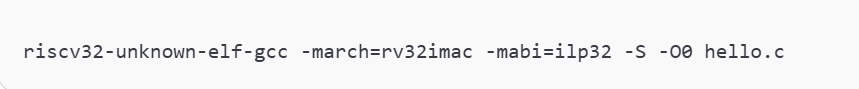 riscv32-unknown-elf-gcc -march=rv32imac -mabi=ilp32 -S -O0 hello.c